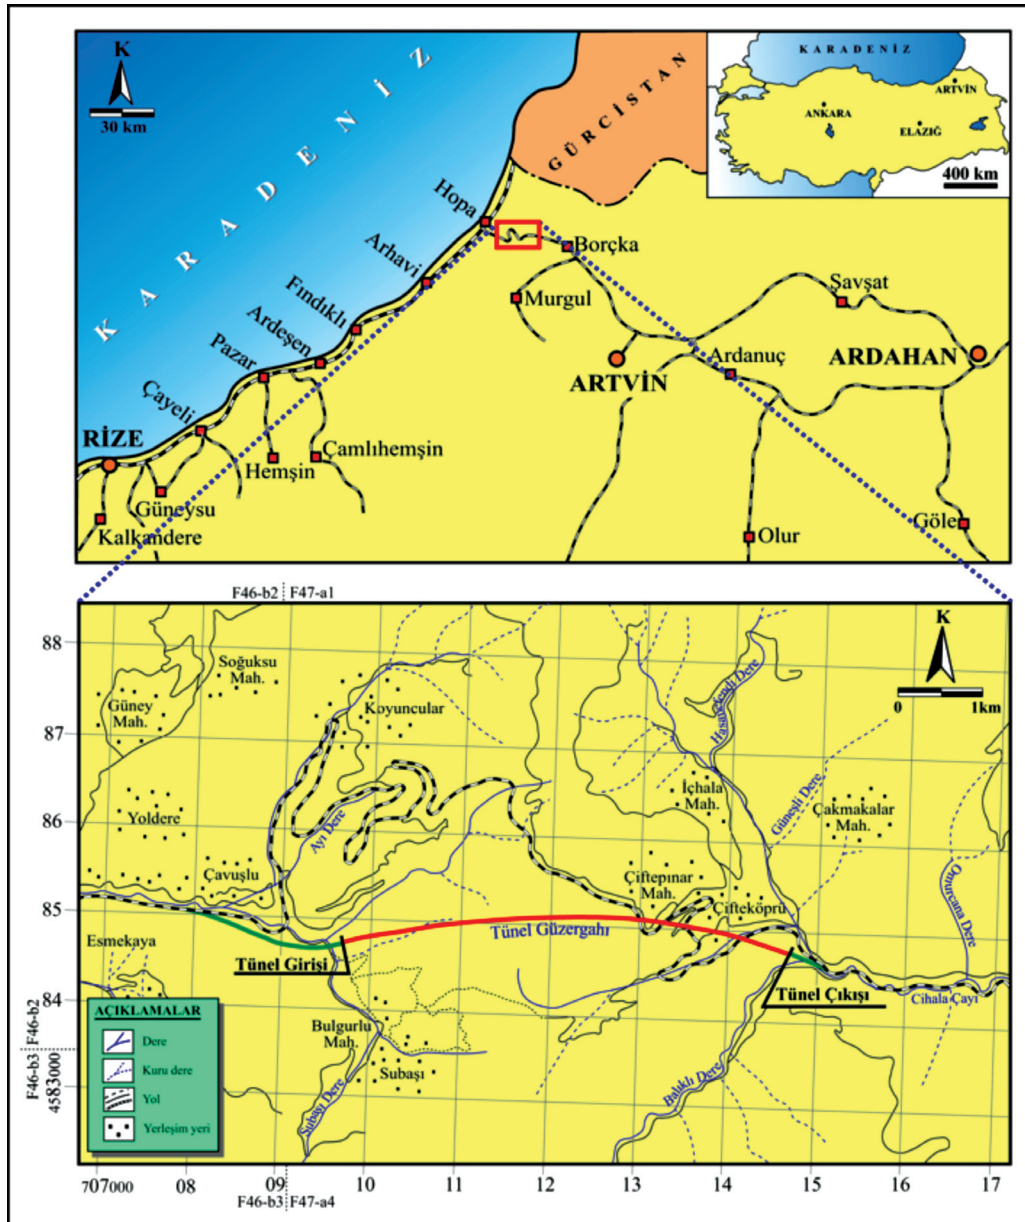 K
30 km
KARADENİZ
GÜRCİSTAN
KARADENİZ
ARTVİN
ANKARA
ELAZIĞ
400 km
Hopa
Borçka
Arhavi
Murgul
Şavşat
Fındıklı
Ardeşen
Pazar
Ardanuç
ARDAHAN
ARTVİN
Çayeli
RİZE
Hemşin
Çamlıhemşin
Güneysu
Kalkandere
Olur
Göle
F46-b2 F47-a1
88
87
86
85
84
4583000
F46-b2
F46-b3
K
0 1km
Soğuksu
Mah.
Güney
Mah.
Koyuncular
Hasanefendi Dere
Yoldere
Ayı Dere
İçhala
Mah.
Güneşli Dere
Çakmakalar
Mah.
Çavuşlu
Çiftepınar
Mah.
Çifteköprü
Esmekaya
Tünel Güzergahı
Tünel Girişi
Tünel Çıkışı
Cihala Çayı
Bulgurlu
Mah.
Subaşı
Subaşı Dere
Balıklı Dere
AÇIKLAMALAR
Dere
Kuru dere
Yol
Yerleşim yeri
707000 08 09 10 11 12 13 14 15 16 17
F46-b3 F47-a4